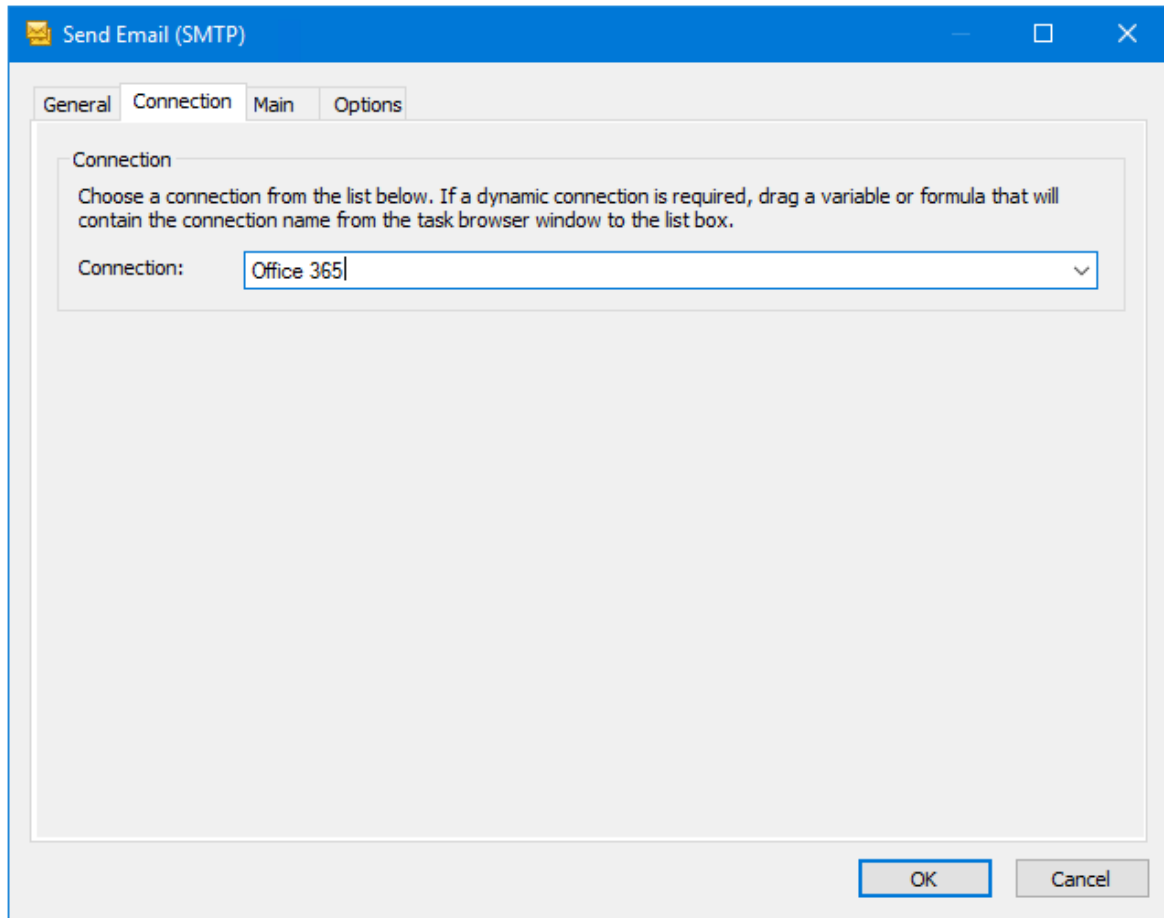 Send Email (SMTP)
General Connection Main Options
Connection
Choose a connection from the list below. If a dynamic connection is required, drag a variable or formula that will
contain the connection name from the task browser window to the list box.
Connection: Office 365
OK Cancel